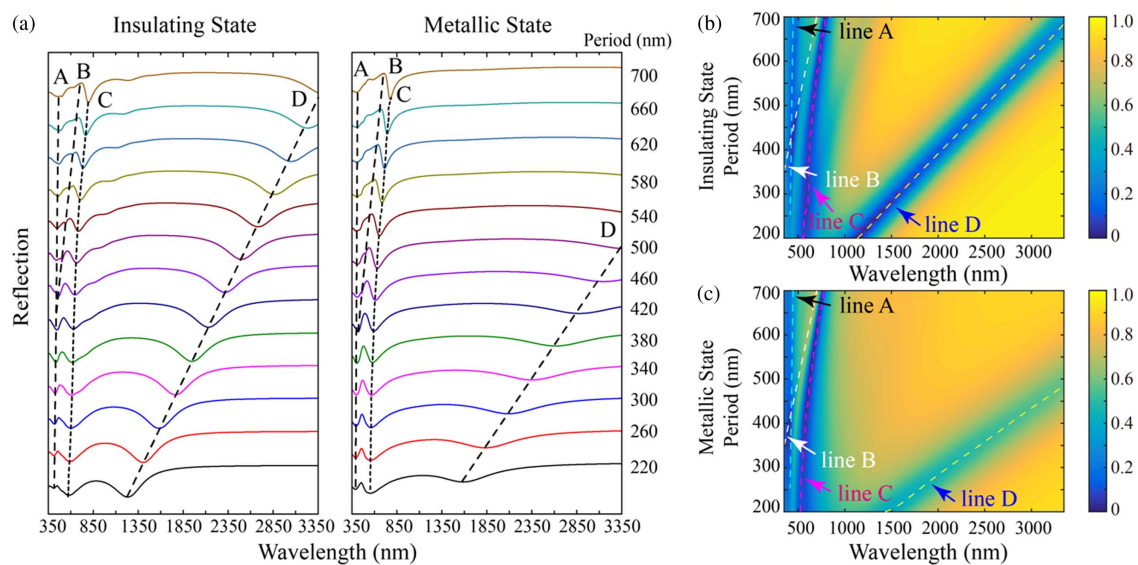 (a)
Insulating State
Metallic State
Period (nm)
A
B
C
D
A
B
C
D
700
660
620
580
540
500
460
420
380
340
300
260
220
Reflection
350 850 1350 1850 2350 2850 3350
350 850 1350 1850 2350 2850 3350
Wavelength (nm)
(b)
700
600
500
400
300
200
Insulating State
Period (nm)
line A
line B
line C
line D
500 1000 1500 2000 2500 3000
Wavelength (nm)
1.0
0.8
0.6
0.4
0.2
0
(c)
700
600
500
400
300
200
Metallic State
Period (nm)
line A
line B
line C
line D
500 1000 1500 2000 2500 3000
Wavelength (nm)
1.0
0.8
0.6
0.4
0.2
0